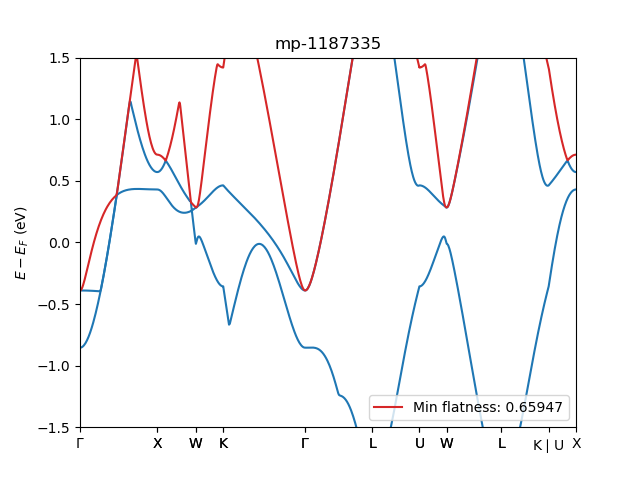 mp-1187335
E − E_F (eV)
1.5
1.0
0.5
0.0
−0.5
−1.0
−1.5
Min flatness: 0.65947
Γ X W K Γ L U W L K | U X